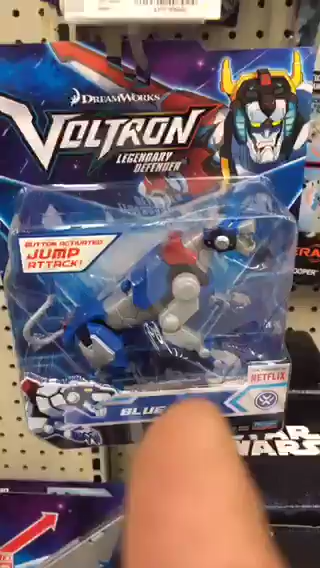 DREAMWORKS
VOLTRON
LEGENDARY
DEFENDER
BUTTON ACTIVATED
JUMP
ATTACK!
NETFLIX
BLUE
STAR
WARS